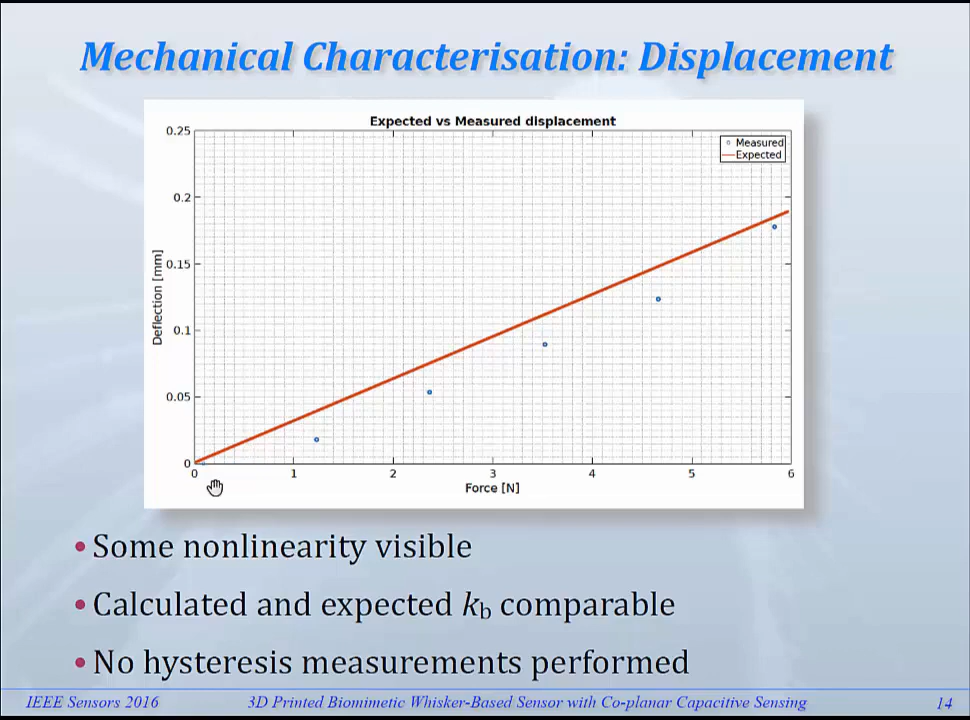 Mechanical Characterisation: Displacement
Expected vs Measured displacement
Measured
Expected
0.25
0.2
0.15
0.1
0.05
0
Deflection [mm]
0 1 2 3 4 5 6
Force [N]
• Some nonlinearity visible
• Calculated and expected kb comparable
• No hysteresis measurements performed
IEEE Sensors 2016 3D Printed Biomimetic Whisker-Based Sensor with Co-planar Capacitive Sensing 14